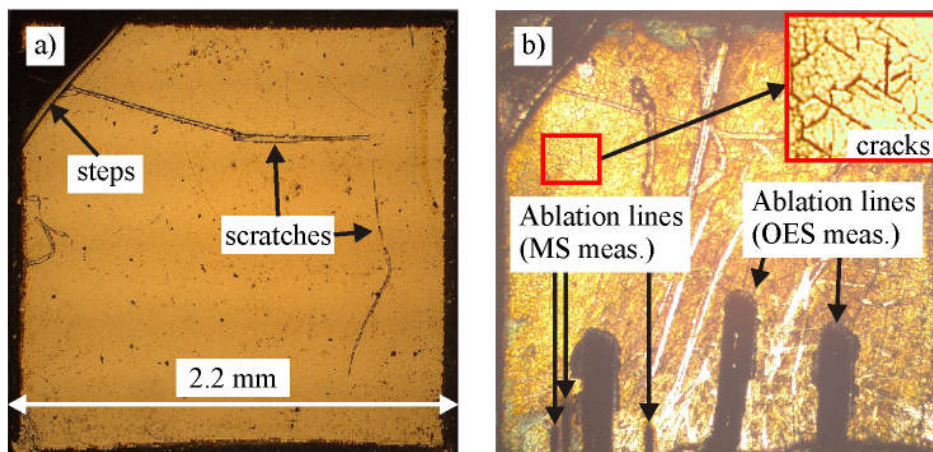 a)
steps
scratches
2.2 mm
b)
cracks
Ablation lines
(MS meas.)
Ablation lines
(OES meas.)